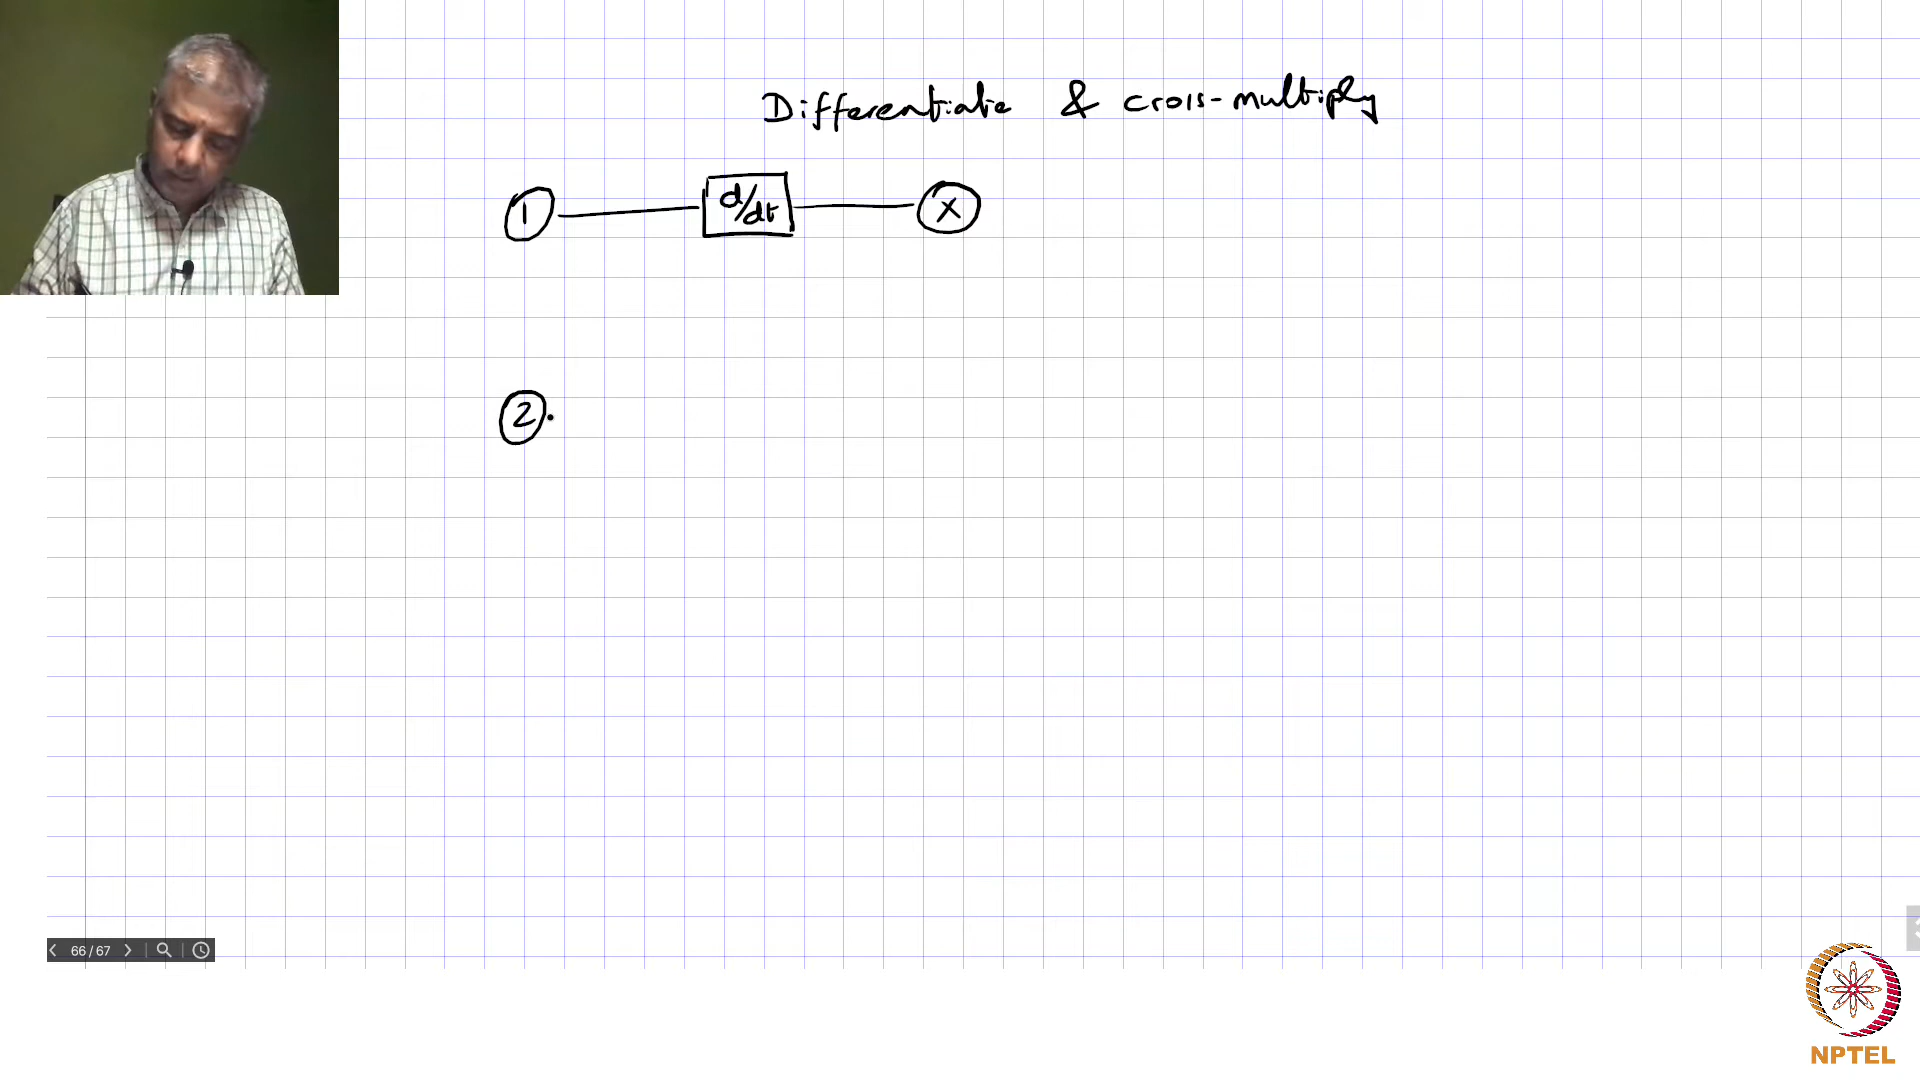 Differentiate & cross-multiply
1 d/dt X
2
66 / 67
NPTEL